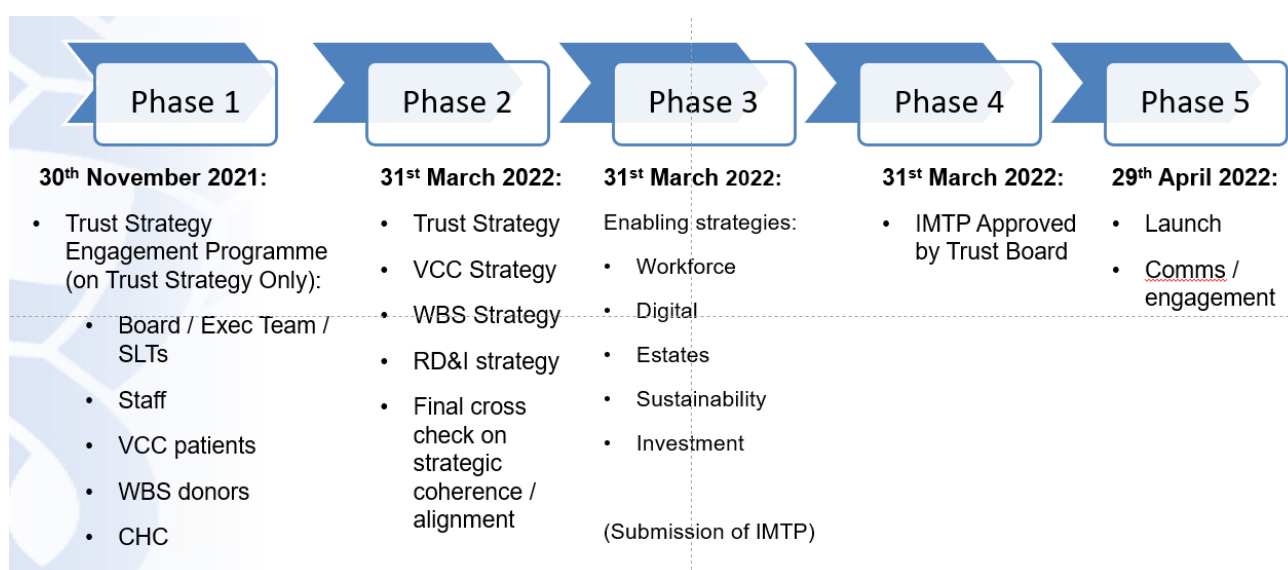 Phase 1
Phase 2
Phase 3
Phase 4
Phase 5
30th November 2021:
• Trust Strategy
Engagement Programme
(on Trust Strategy Only):
• Board / Exec Team /
SLTs
• Staff
• VCC patients
• WBS donors
• CHC
31st March 2022:
• Trust Strategy
• VCC Strategy
• WBS Strategy
• RD&I strategy
• Final cross
check on
strategic
coherence /
alignment
31st March 2022:
Enabling strategies:
• Workforce
• Digital
• Estates
• Sustainability
• Investment
(Submission of IMTP)
31st March 2022:
• IMTP Approved
by Trust Board
29th April 2022:
• Launch
• Comms /
engagement